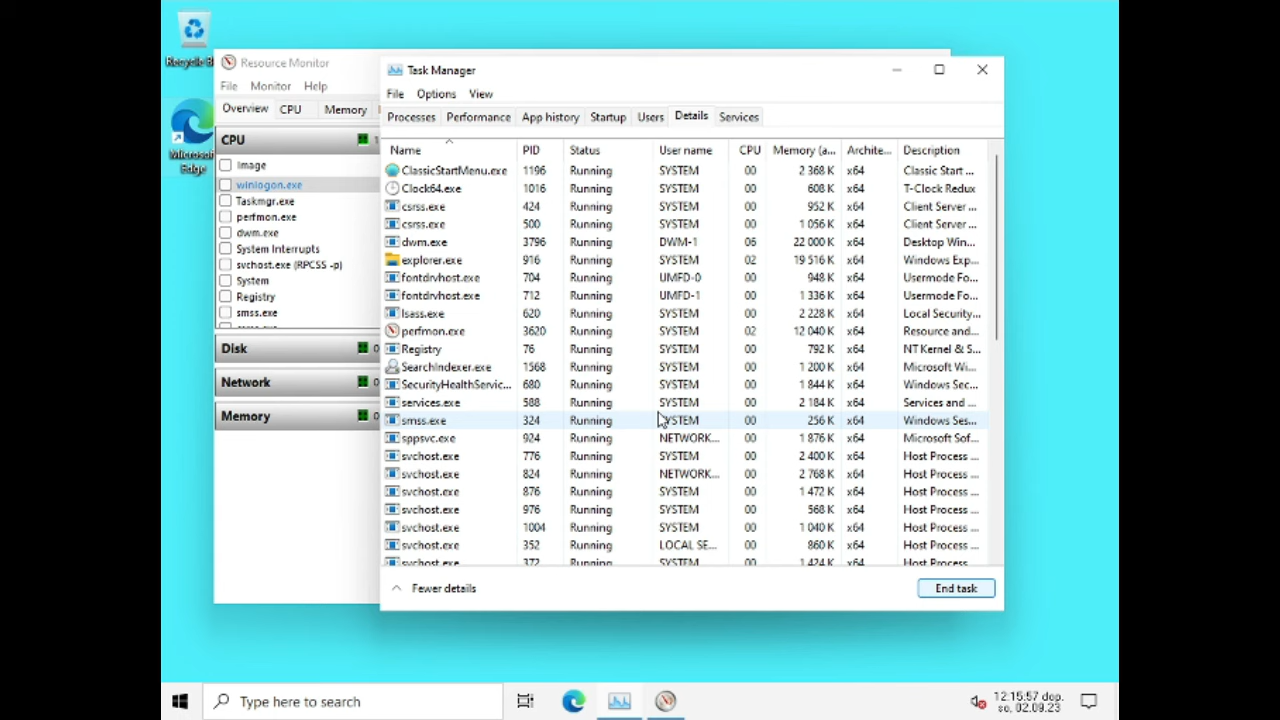 Recycle B
Microsoft
Edge
Resource Monitor
File Monitor Help
Overview CPU Memory
CPU
Image
winlogon.exe
Taskmgr.exe
perfmon.exe
dwm.exe
System Interrupts
svchost.exe (RPCSS -p)
System
Registry
smss.exe
Disk 0
Network 0
Memory 0
Task Manager
File Options View
Processes Performance App history Startup Users Details Services
Name PID Status User name CPU Memory (a... Archite... Description
ClassicStartMenu.exe 1196 Running SYSTEM 00 2 368 K x64 Classic Start ...
Clock64.exe 1016 Running SYSTEM 00 608 K x64 T-Clock Redux
csrss.exe 424 Running SYSTEM 00 952 K x64 Client Server ...
csrss.exe 500 Running SYSTEM 00 1 056 K x64 Client Server ...
dwm.exe 3796 Running DWM-1 06 22 000 K x64 Desktop Win...
explorer.exe 916 Running SYSTEM 02 19 516 K x64 Windows Exp...
fontdrvhost.exe 704 Running UMFD-0 00 948 K x64 Usermode Fo...
fontdrvhost.exe 712 Running UMFD-1 00 1 336 K x64 Usermode Fo...
lsass.exe 620 Running SYSTEM 00 2 228 K x64 Local Security...
perfmon.exe 3620 Running SYSTEM 02 12 040 K x64 Resource and...
Registry 76 Running SYSTEM 00 792 K x64 NT Kernel & S...
SearchIndexer.exe 1568 Running SYSTEM 00 1 200 K x64 Microsoft Wi...
SecurityHealthServic... 680 Running SYSTEM 00 1 844 K x64 Windows Sec...
services.exe 588 Running SYSTEM 00 2 184 K x64 Services and ...
smss.exe 324 Running SYSTEM 00 256 K x64 Windows Ses...
sppsvc.exe 924 Running NETWORK... 00 1 876 K x64 Microsoft Sof...
svchost.exe 776 Running SYSTEM 00 2 400 K x64 Host Process ...
svchost.exe 824 Running NETWORK... 00 2 768 K x64 Host Process ...
svchost.exe 876 Running SYSTEM 00 1 472 K x64 Host Process ...
svchost.exe 976 Running SYSTEM 00 568 K x64 Host Process ...
svchost.exe 1004 Running SYSTEM 00 1 040 K x64 Host Process ...
svchost.exe 352 Running LOCAL SE... 00 860 K x64 Host Process ...
svchost.exe 372 Running SYSTEM 00 1 424 K x64 Host Process ...
Fewer details End task
Type here to search
12:15:57 dop.
so, 02.09.23